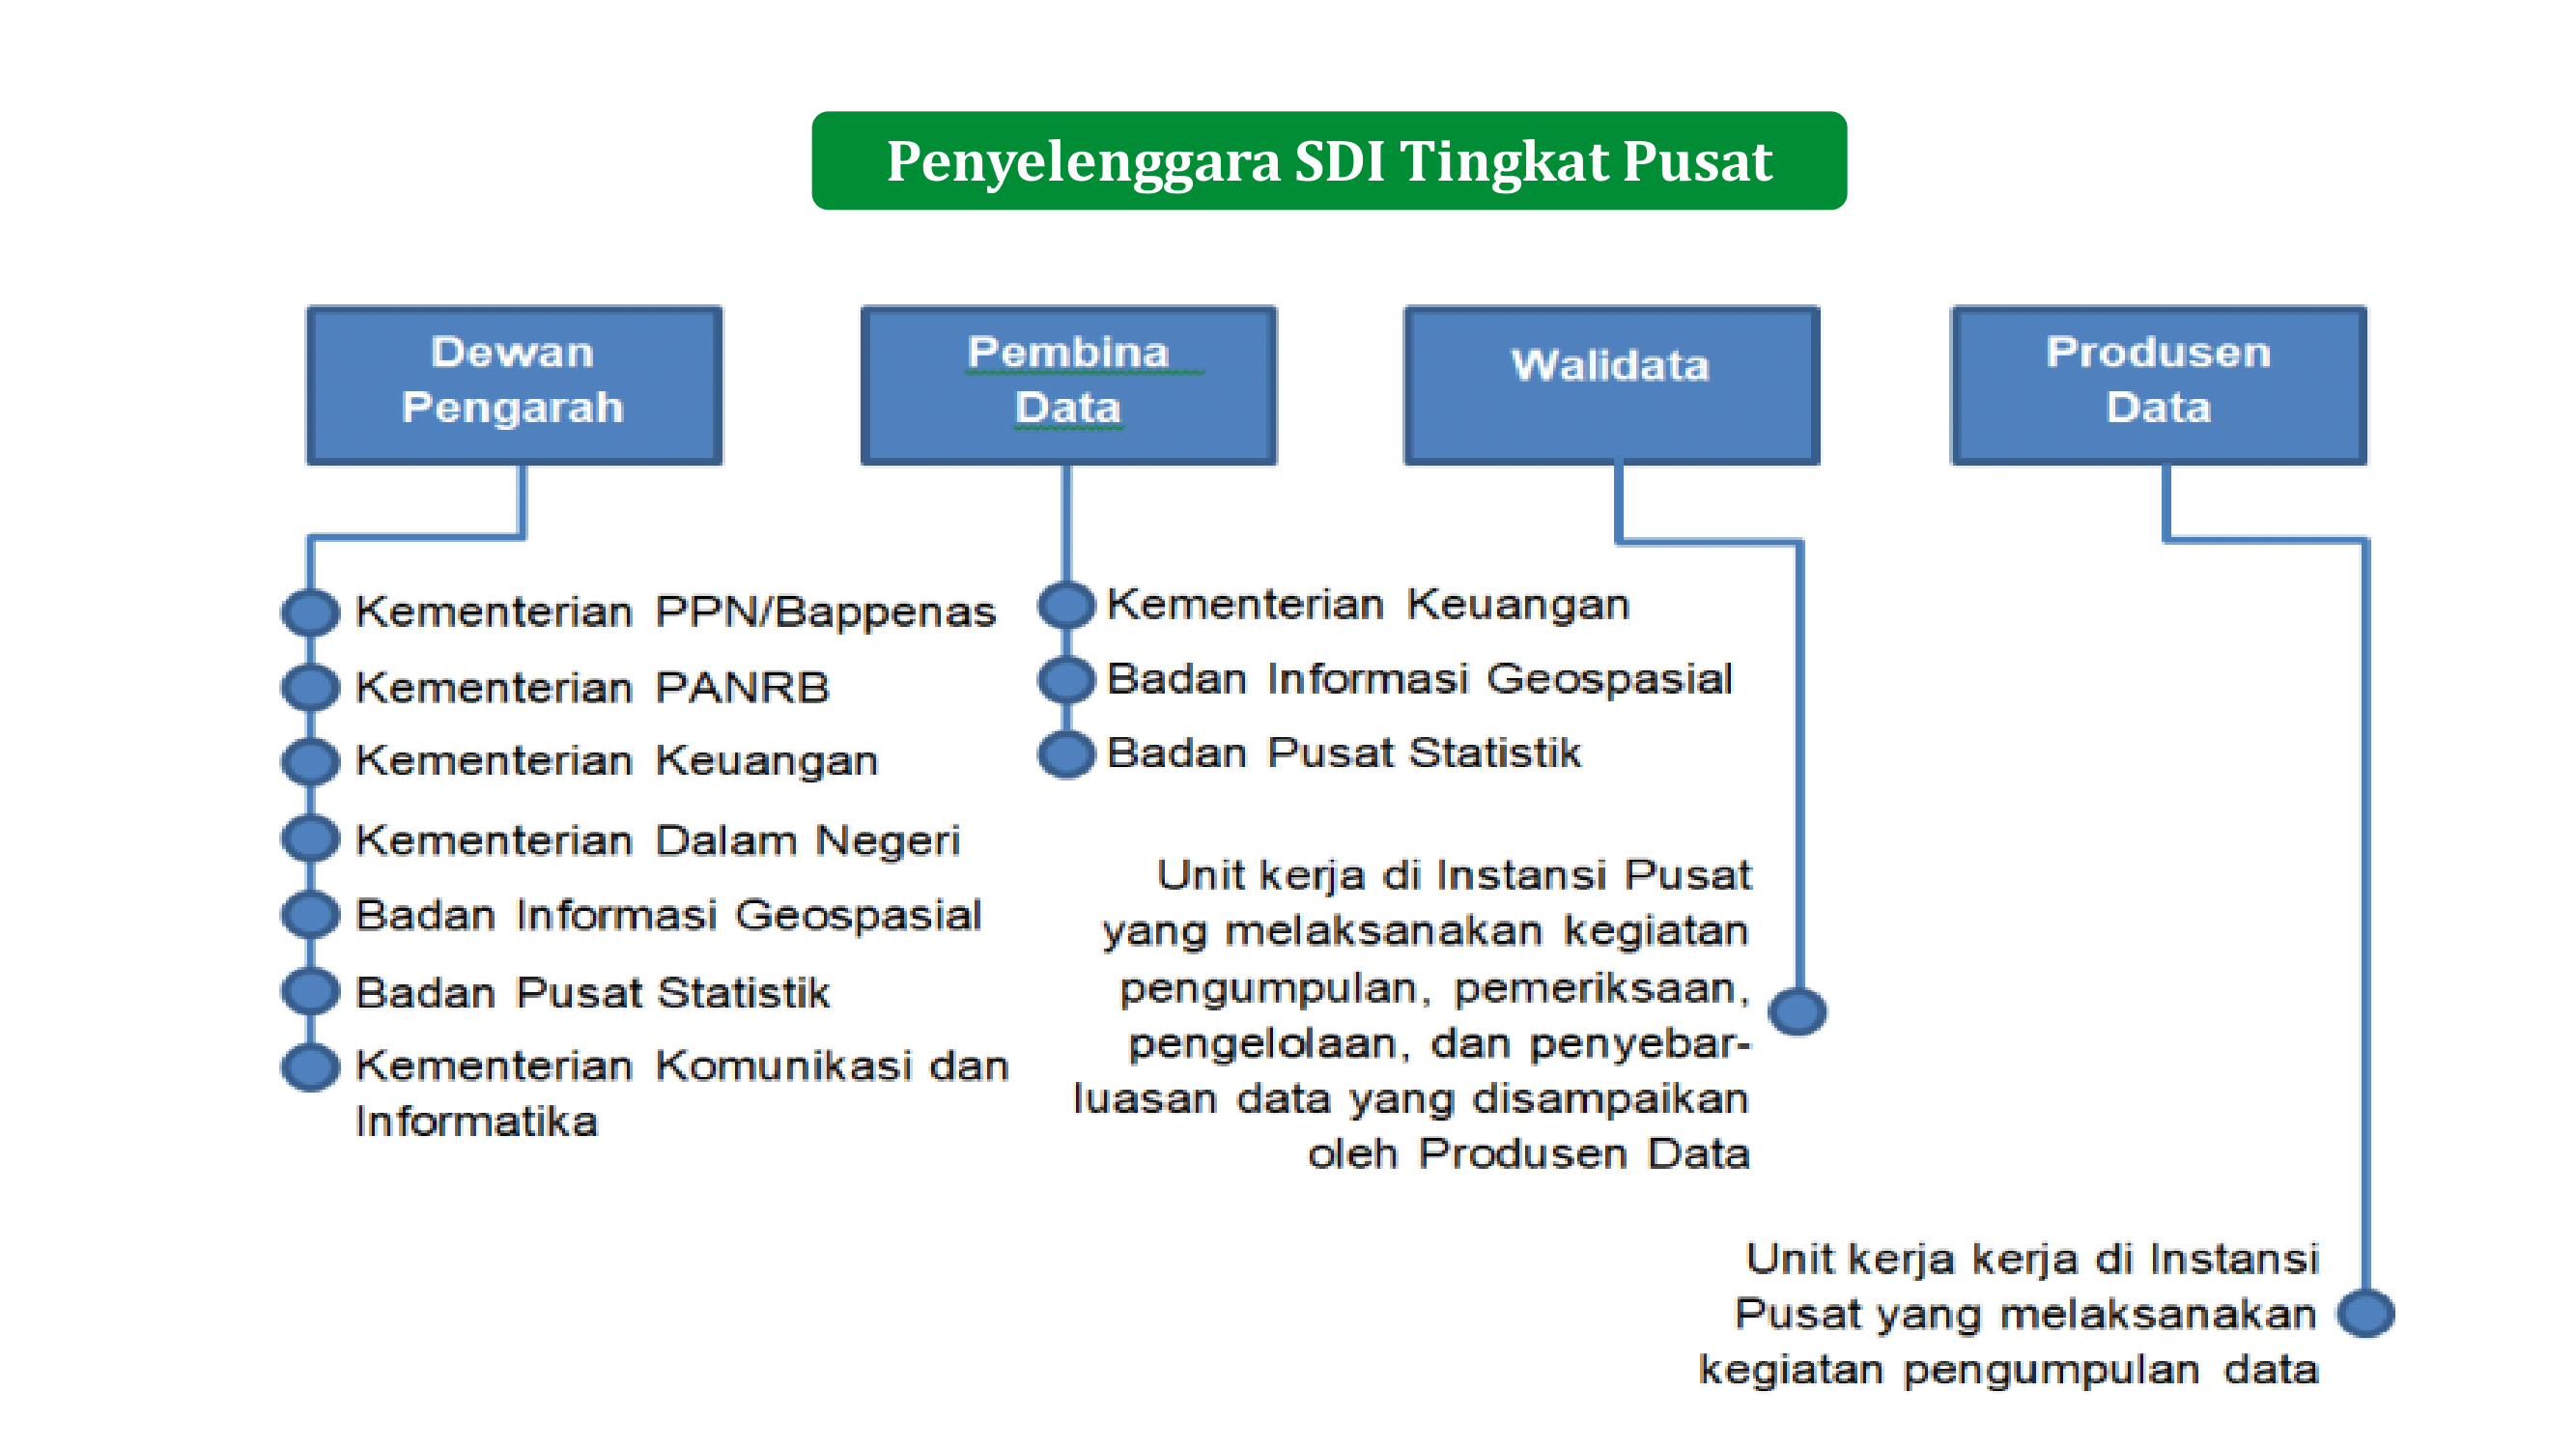 Penyelenggara SDI Tingkat Pusat
Dewan
Pengarah
Kementerian PPN/Bappenas
Kementerian PANRB
Kementerian Keuangan
Kementerian Dalam Negeri
Badan Informasi Geospasial
Badan Pusat Statistik
Kementerian Komunikasi dan
Informatika
Pembina
Data
Kementerian Keuangan
Badan Informasi Geospasial
Badan Pusat Statistik
Walidata
Unit kerja di Instansi Pusat
yang melaksanakan kegiatan
pengumpulan, pemeriksaan,
pengelolaan, dan penyebar-
luasan data yang disampaikan
oleh Produsen Data
Produsen
Data
Unit kerja kerja di Instansi
Pusat yang melaksanakan
kegiatan pengumpulan data